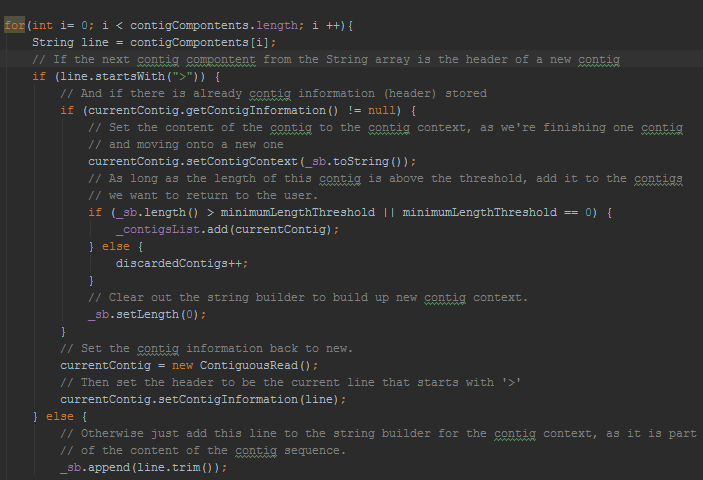 for(int i= 0; i < contigCompontents.length; i ++){
String line = contigCompontents[i];
// If the next contig compontent from the String array is the header of a new contig
if (line.startsWith(">")) {
// And if there is already contig information (header) stored
if (currentContig.getContigInformation() != null) {
// Set the content of the contig to the contig context, as we're finishing one contig
// and moving onto a new one
currentContig.setContigContext(_sb.toString());
// As long as the length of this contig is above the threshold, add it to the contigs
// we want to return to the user.
if (_sb.length() > minimumLengthThreshold || minimumLengthThreshold == 0) {
_contigsList.add(currentContig);
} else {
discardedContigs++;
}
// Clear out the string builder to build up new contig context.
_sb.setLength(0);
}
// Set the contig information back to new.
currentContig = new ContiguousRead();
// Then set the header to be the current line that starts with '>'
currentContig.setContigInformation(line);
} else {
// Otherwise just add this line to the string builder for the contig context, as it is part
// of the content of the contig sequence.
_sb.append(line.trim());